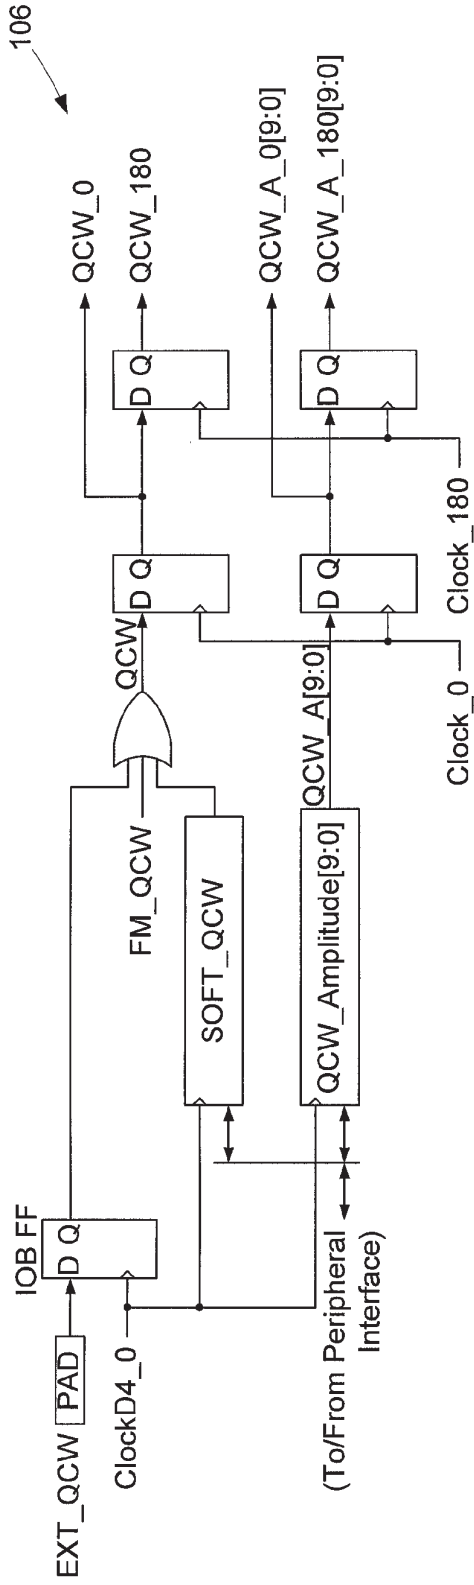 106
EXT_QCW
PAD
IOB FF
D Q
ClockD4_0
(To/From Peripheral
Interface)
FM_QCW
SOFT_QCW
QCW_Amplitude[9:0]
QCW
QCW_A[9:0]
D Q
D Q
Clock_0
D Q
D Q
Clock_180
QCW_0
QCW_180
QCW_A_0[9:0]
QCW_A_180[9:0]